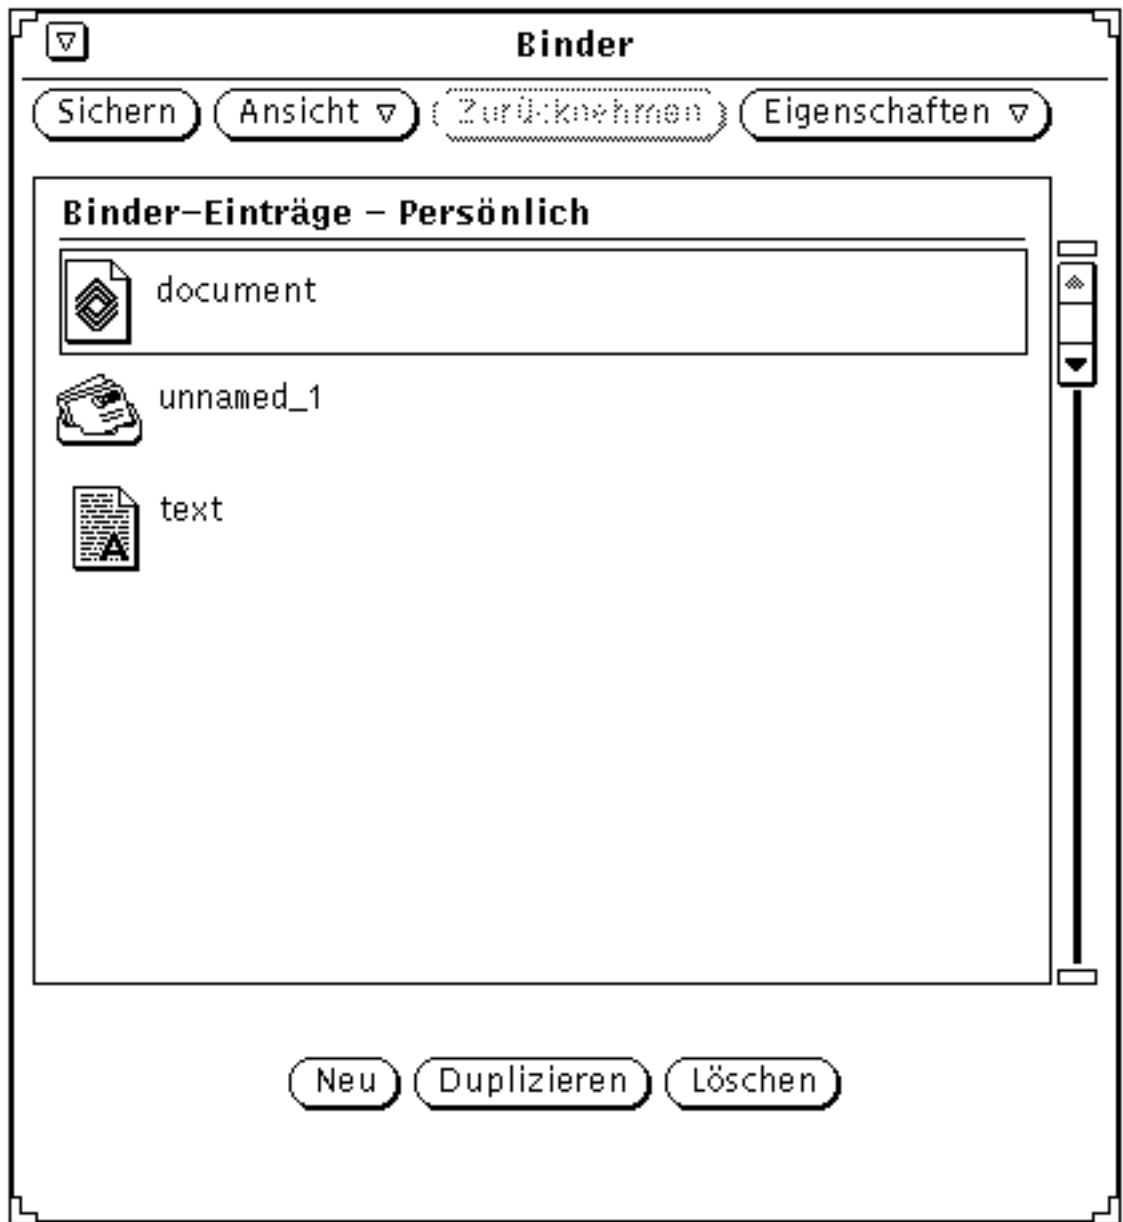 Binder
Sichern Ansicht Zurücknehmen Eigenschaften
Binder-Einträge - Persönlich
document
unnamed_1
text
A
Neu Duplizieren Löschen